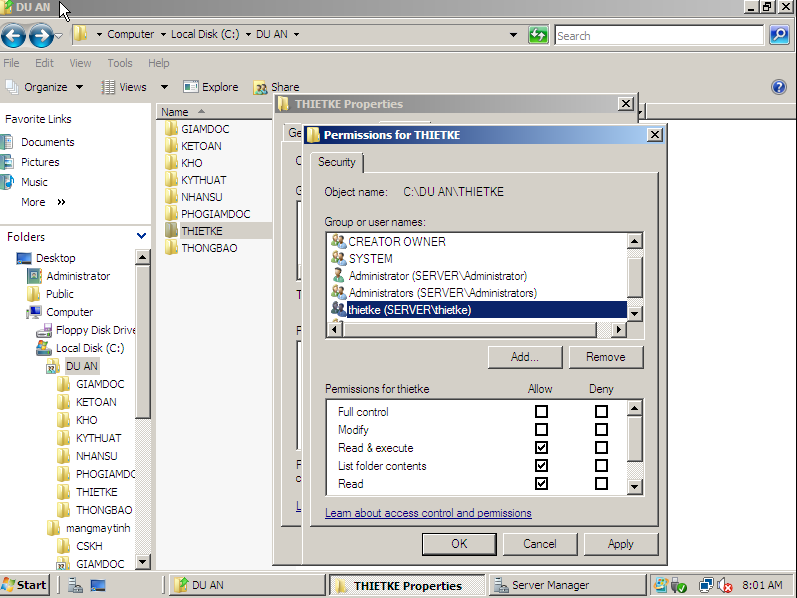 DU AN
Computer
Local Disk (C:)
DU AN
Search
File
Edit
View
Tools
Help
Organize
Views
Explore
Share
Favorite Links
Documents
Pictures
Music
More »
Folders
Desktop
Administrator
Public
Computer
Floppy Disk Drive
Local Disk (C:)
DU AN
GIAMDOC
KETOAN
KHO
KYTHUAT
NHANSU
PHOGIAMDOC
THIETKE
THONGBAO
mangmaytinh
CSKH
GIAMDOC
Name
GIAMDOC
KETOAN
KHO
KYTHUAT
NHANSU
PHOGIAMDOC
THIETKE
THONGBAO
THIETKE Properties
Ge
Permissions for THIETKE
Security
Object name: C:\DU AN\THIETKE
Group or user names:
CREATOR OWNER
SYSTEM
Administrator (SERVER\Administrator)
Administrators (SERVER\Administrators)
thietke (SERVER\thietke)
Add...
Remove
Permissions for thietke
Allow
Deny
Full control
Modify
Read & execute
List folder contents
Read
Learn about access control and permissions
OK
Cancel
Apply
Start
DU AN
THIETKE Properties
Server Manager
8:01 AM